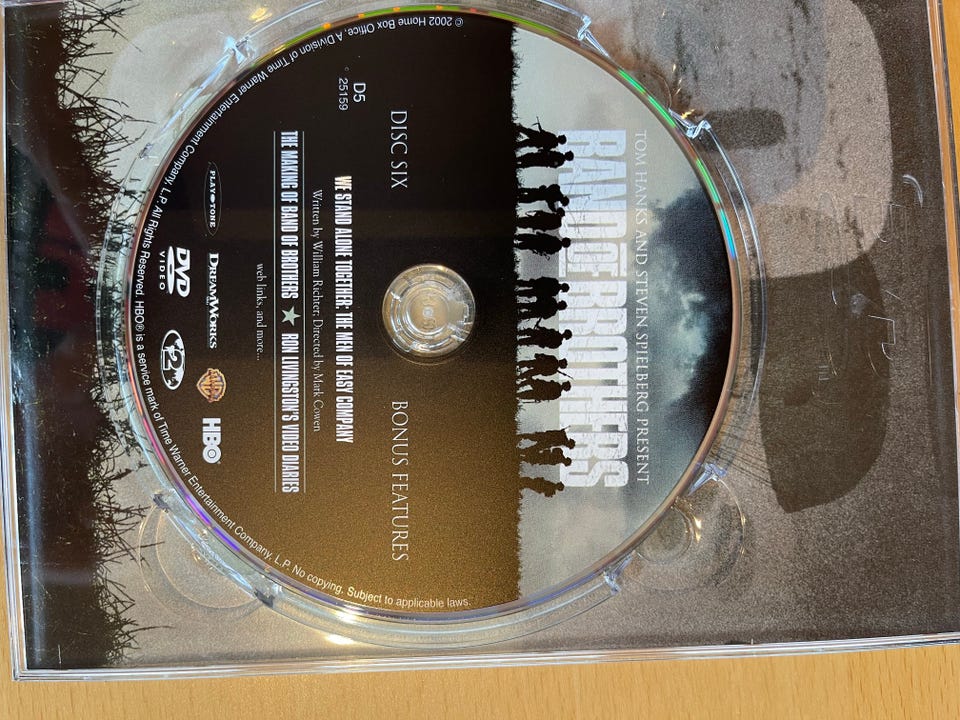 TOM HANKS AND STEVEN SPIELBERG PRESENT
BAND OF BROTHERS
DISC SIX
BONUS FEATURES
D5
25159
WE STAND ALONE TOGETHER: THE MEN OF EASY COMPANY
Written by William Richter; Directed by Mark Cowen
THE MAKING OF BAND OF BROTHERS ★ RON LIVINGSTON'S VIDEO DIARIES
web links, and more...
PLAYTONE
DREAMWORKS
HBO®
DVD
VIDEO
2
© 2002 Home Box Office, A Division of Time Warner Entertainment Company, L.P. All Rights Reserved. HBO® is a service mark of Time Warner Entertainment Company, L.P. No copying. Subject to applicable laws.